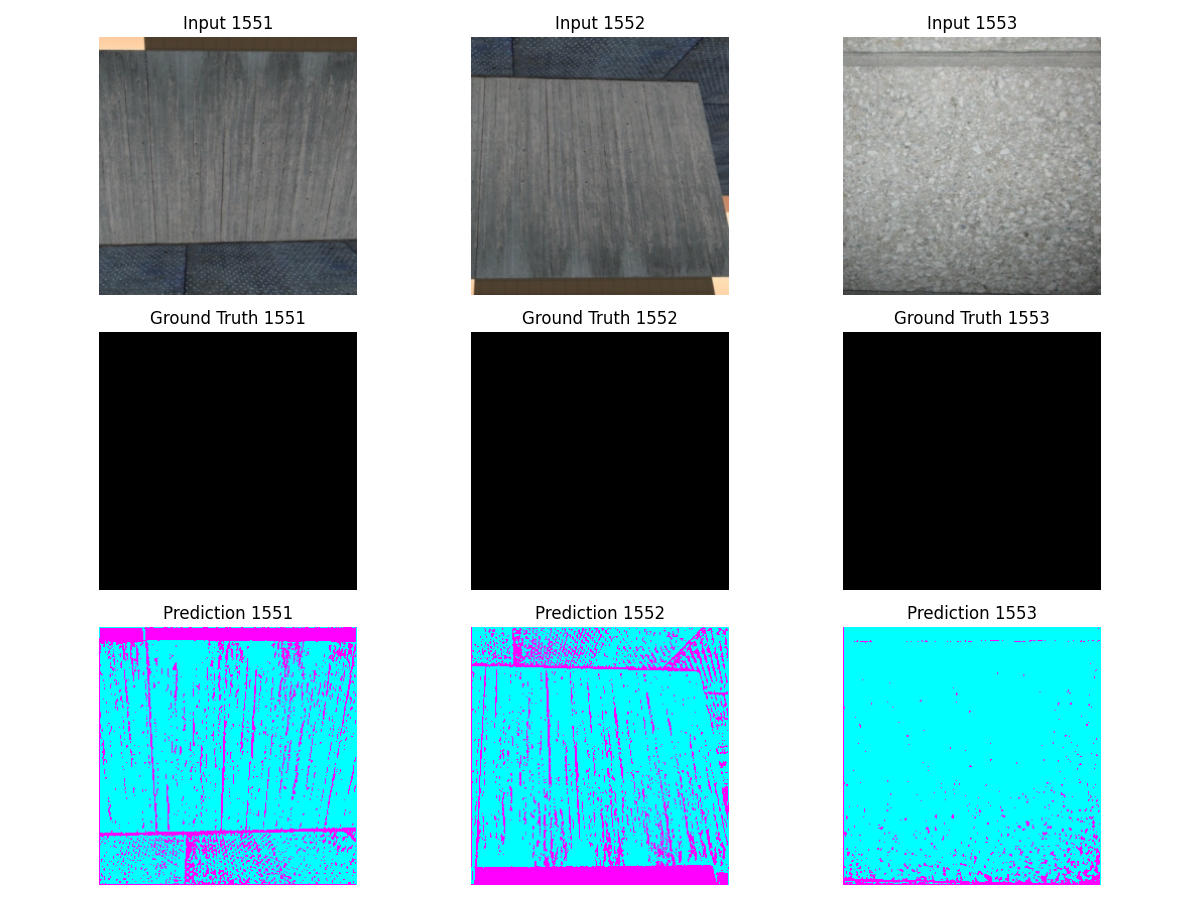 Input 1551
Input 1552
Input 1553
Ground Truth 1551
Ground Truth 1552
Ground Truth 1553
Prediction 1551
Prediction 1552
Prediction 1553